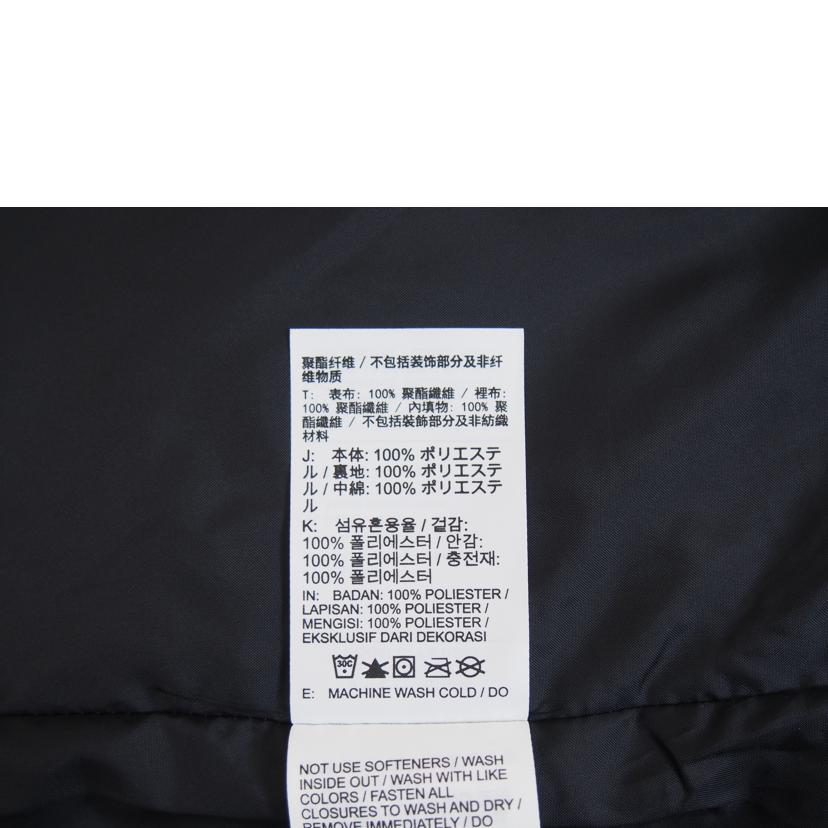 聚酯纤维 / 不包括装饰部分及非纤
维物质
T: 表布: 100% 聚酯纖維 / 裡布:
100% 聚酯纖維 / 內填物: 100% 聚
酯纖維 / 不包括裝飾部分及非紡織
材料
J: 本体: 100% ポリエステ
ル / 裏地: 100% ポリエステ
ル / 中綿: 100% ポリエステ
ル
K: 섬유혼용율 / 겉감:
100% 폴리에스터 / 안감:
100% 폴리에스터 / 충전재:
100% 폴리에스터
IN: BADAN: 100% POLIESTER /
LAPISAN: 100% POLIESTER /
MENGISI: 100% POLIESTER /
EKSKLUSIF DARI DEKORASI
30C
E: MACHINE WASH COLD / DO
NOT USE SOFTENERS / WASH
INSIDE OUT / WASH WITH LIKE
COLORS / FASTEN ALL
CLOSURES TO WASH AND DRY /
REMOVE IMMEDIATELY / DO